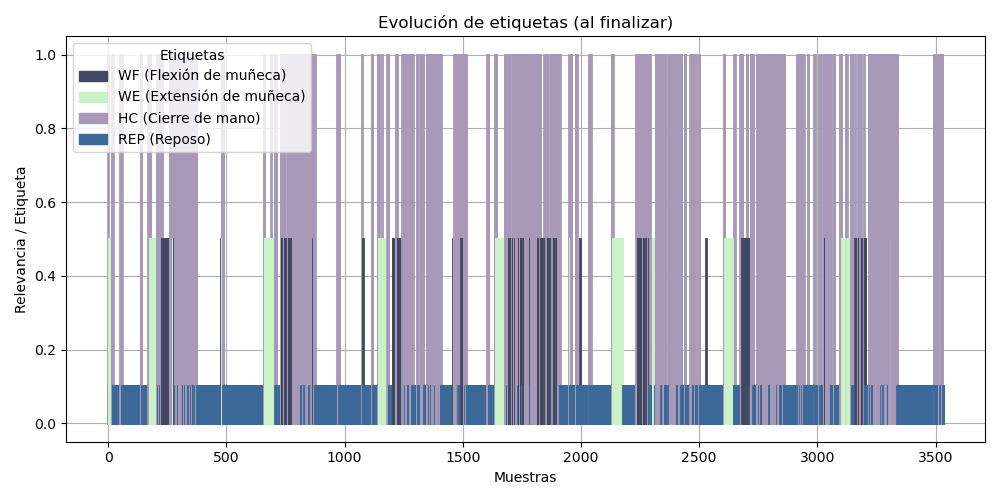 Evolución de etiquetas (al finalizar)
Etiquetas
WF (Flexión de muñeca)
WE (Extensión de muñeca)
HC (Cierre de mano)
REP (Reposo)
Relevancia / Etiqueta
1.0
0.8
0.6
0.4
0.2
0.0
0 500 1000 1500 2000 2500 3000 3500
Muestras